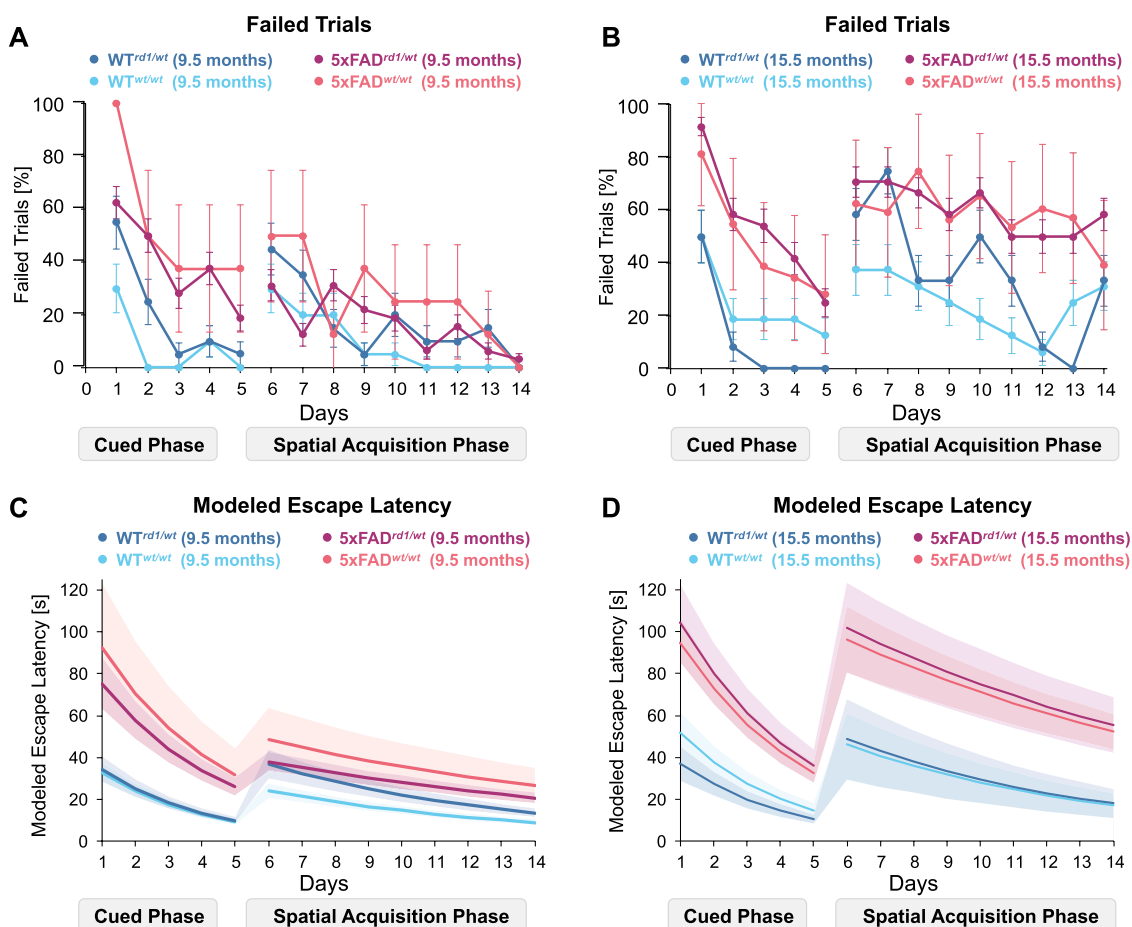 A
Failed Trials
WTrd1/wt (9.5 months)
5xFADrd1/wt (9.5 months)
WTwt/wt (9.5 months)
5xFADwt/wt (9.5 months)
Failed Trials [%]
100
80
60
40
20
0
0 1 2 3 4 5 6 7 8 9 10 11 12 13 14
Days
Cued Phase
Spatial Acquisition Phase
B
Failed Trials
WTrd1/wt (15.5 months)
5xFADrd1/wt (15.5 months)
WTwt/wt (15.5 months)
5xFADwt/wt (15.5 months)
Failed Trials [%]
100
80
60
40
20
0
0 1 2 3 4 5 6 7 8 9 10 11 12 13 14
Days
Cued Phase
Spatial Acquisition Phase
C
Modeled Escape Latency
WTrd1/wt (9.5 months)
5xFADrd1/wt (9.5 months)
WTwt/wt (9.5 months)
5xFADwt/wt (9.5 months)
Modeled Escape Latency [s]
120
100
80
60
40
20
0
1 2 3 4 5 6 7 8 9 10 11 12 13 14
Days
Cued Phase
Spatial Acquisition Phase
D
Modeled Escape Latency
WTrd1/wt (15.5 months)
5xFADrd1/wt (15.5 months)
WTwt/wt (15.5 months)
5xFADwt/wt (15.5 months)
Modeled Escape Latency [s]
120
100
80
60
40
20
0
1 2 3 4 5 6 7 8 9 10 11 12 13 14
Days
Cued Phase
Spatial Acquisition Phase